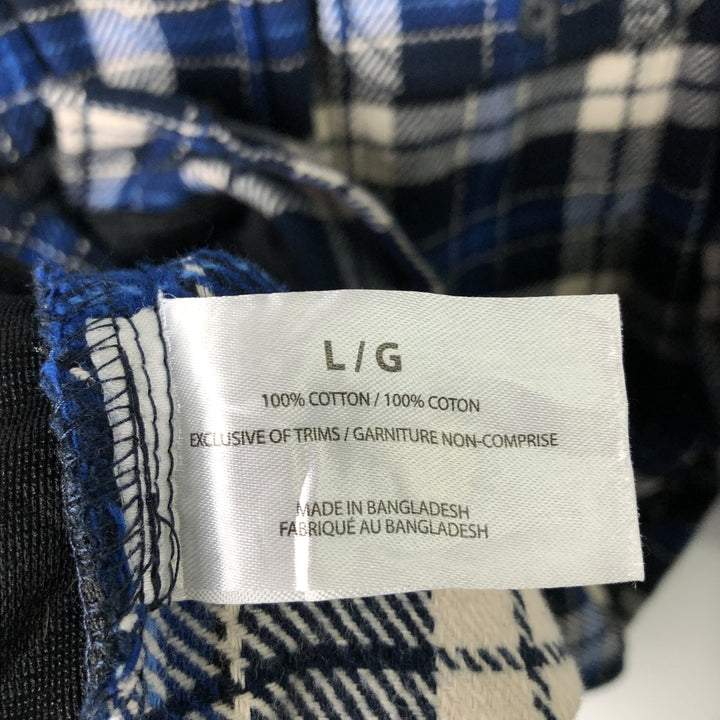 L / G
100% COTTON / 100% COTON
EXCLUSIVE OF TRIMS / GARNITURE NON-COMPRISE
MADE IN BANGLADESH
FABRIQUÉ AU BANGLADESH